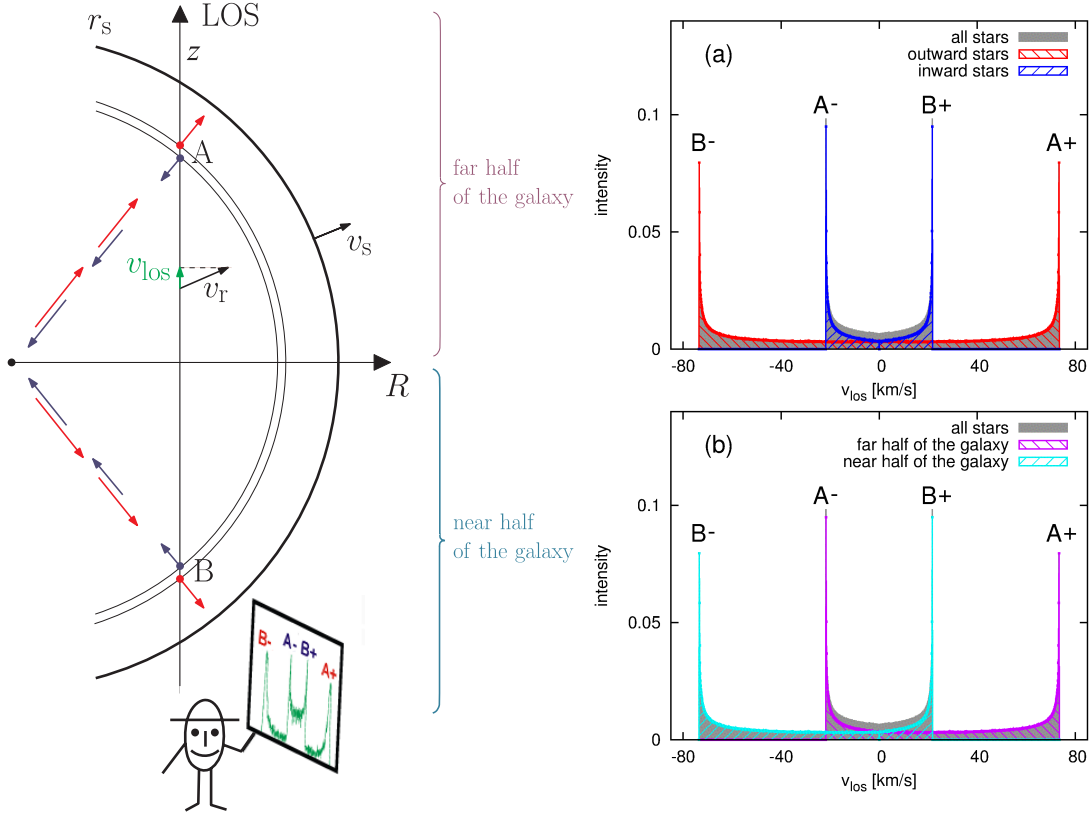 r_s
LOS
z
A
far half
of the galaxy
v_s
v_los
v_r
R
near half
of the galaxy
B
B- A- B+ A+
(a)
all stars
outward stars
inward stars
A- B+
B- A+
0.1
0.05
0
intensity
-80 -40 0 40 80
v_los [km/s]
(b)
all stars
far half of the galaxy
near half of the galaxy
A- B+
B- A+
0.1
0.05
0
intensity
-80 -40 0 40 80
v_los [km/s]